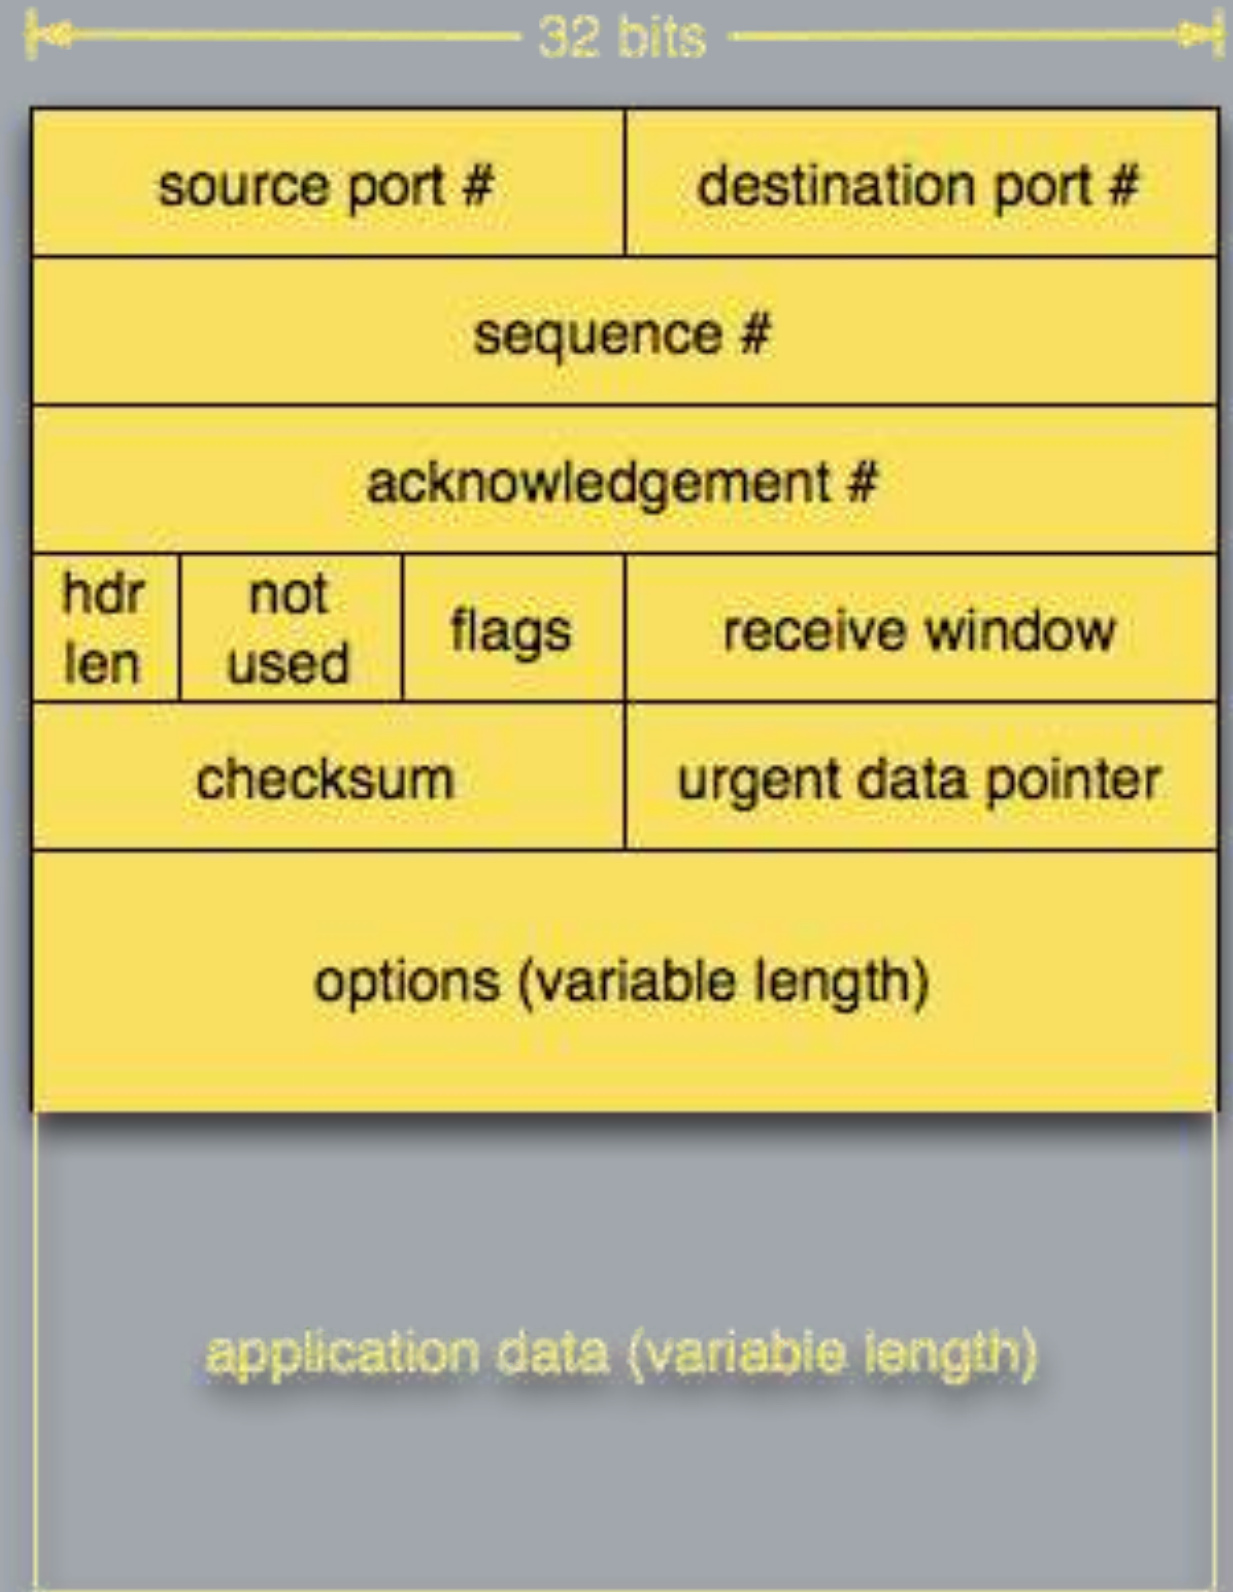 32 bits
source port # destination port #
sequence #
acknowledgement #
hdr len not used flags receive window
checksum urgent data pointer
options (variable length)
application data (variable length)